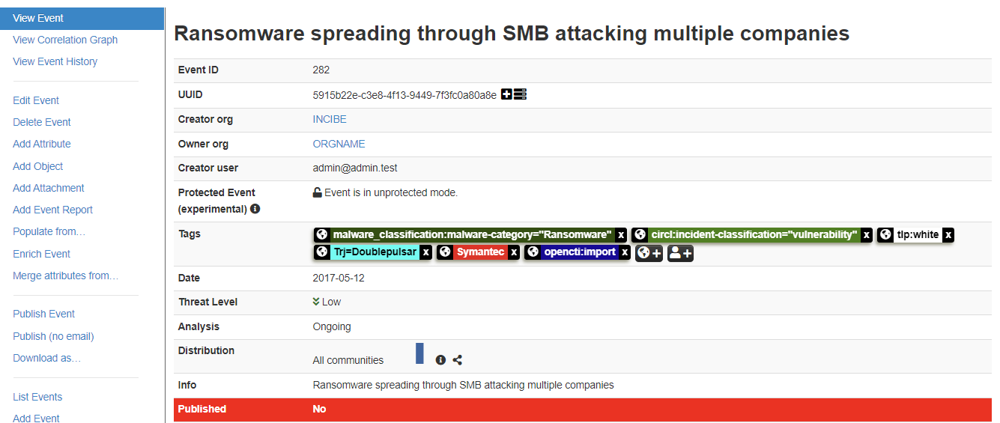 View Event
View Correlation Graph
View Event History
Edit Event
Delete Event
Add Attribute
Add Object
Add Attachment
Add Event Report
Populate from…
Enrich Event
Merge attributes from…
Publish Event
Publish (no email)
Download as…
List Events
Add Event
Ransomware spreading through SMB attacking multiple companies
Event ID 282
UUID 5915b22e-c3e8-4f13-9449-7f3fc0a80a8e
Creator org INCIBE
Owner org ORGNAME
Creator user admin@admin.test
Protected Event Event is in unprotected mode.
(experimental)
Tags malware_classification:malware-category="Ransomware" x circl:incident-classification="vulnerability" x tlp:white x
Trj=Doublepulsar x Symantec x opencti:import x + +
Date 2017-05-12
Threat Level Low
Analysis Ongoing
Distribution
All communities
Info Ransomware spreading through SMB attacking multiple companies
Published No